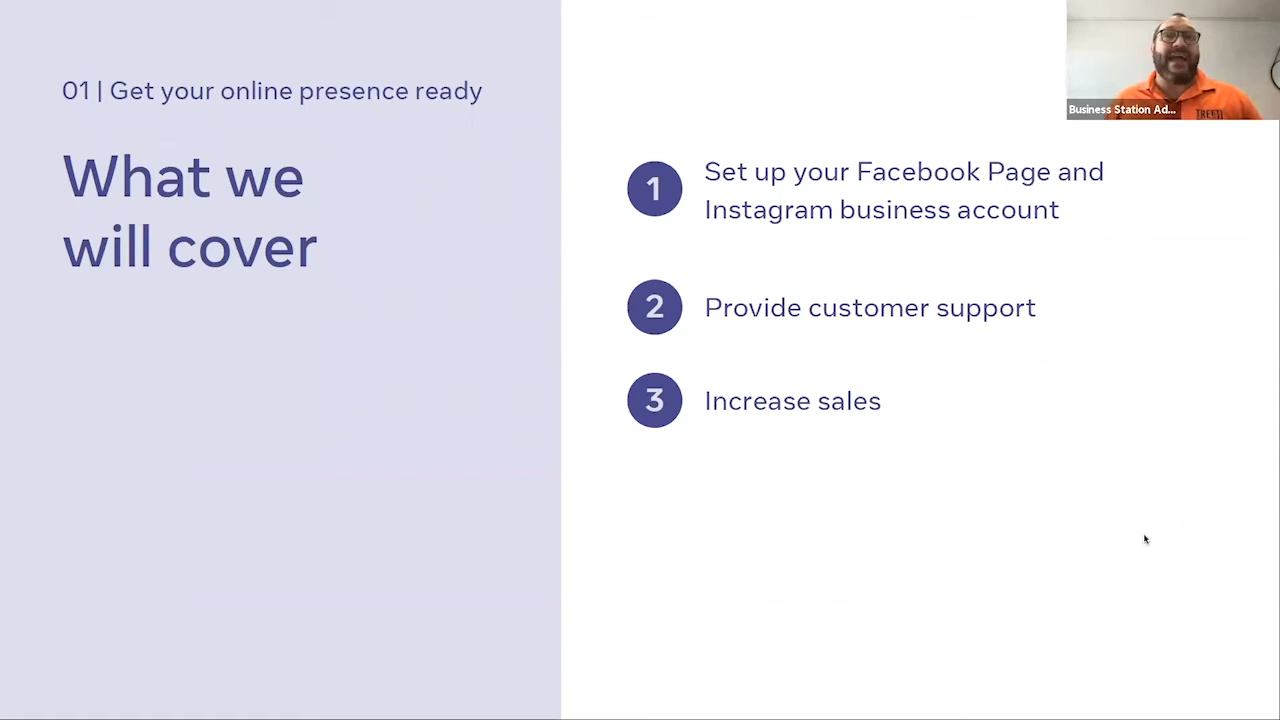 01 | Get your online presence ready
What we
will cover
1
Set up your Facebook Page and
Instagram business account
2
Provide customer support
3
Increase sales
Business Station Ad...